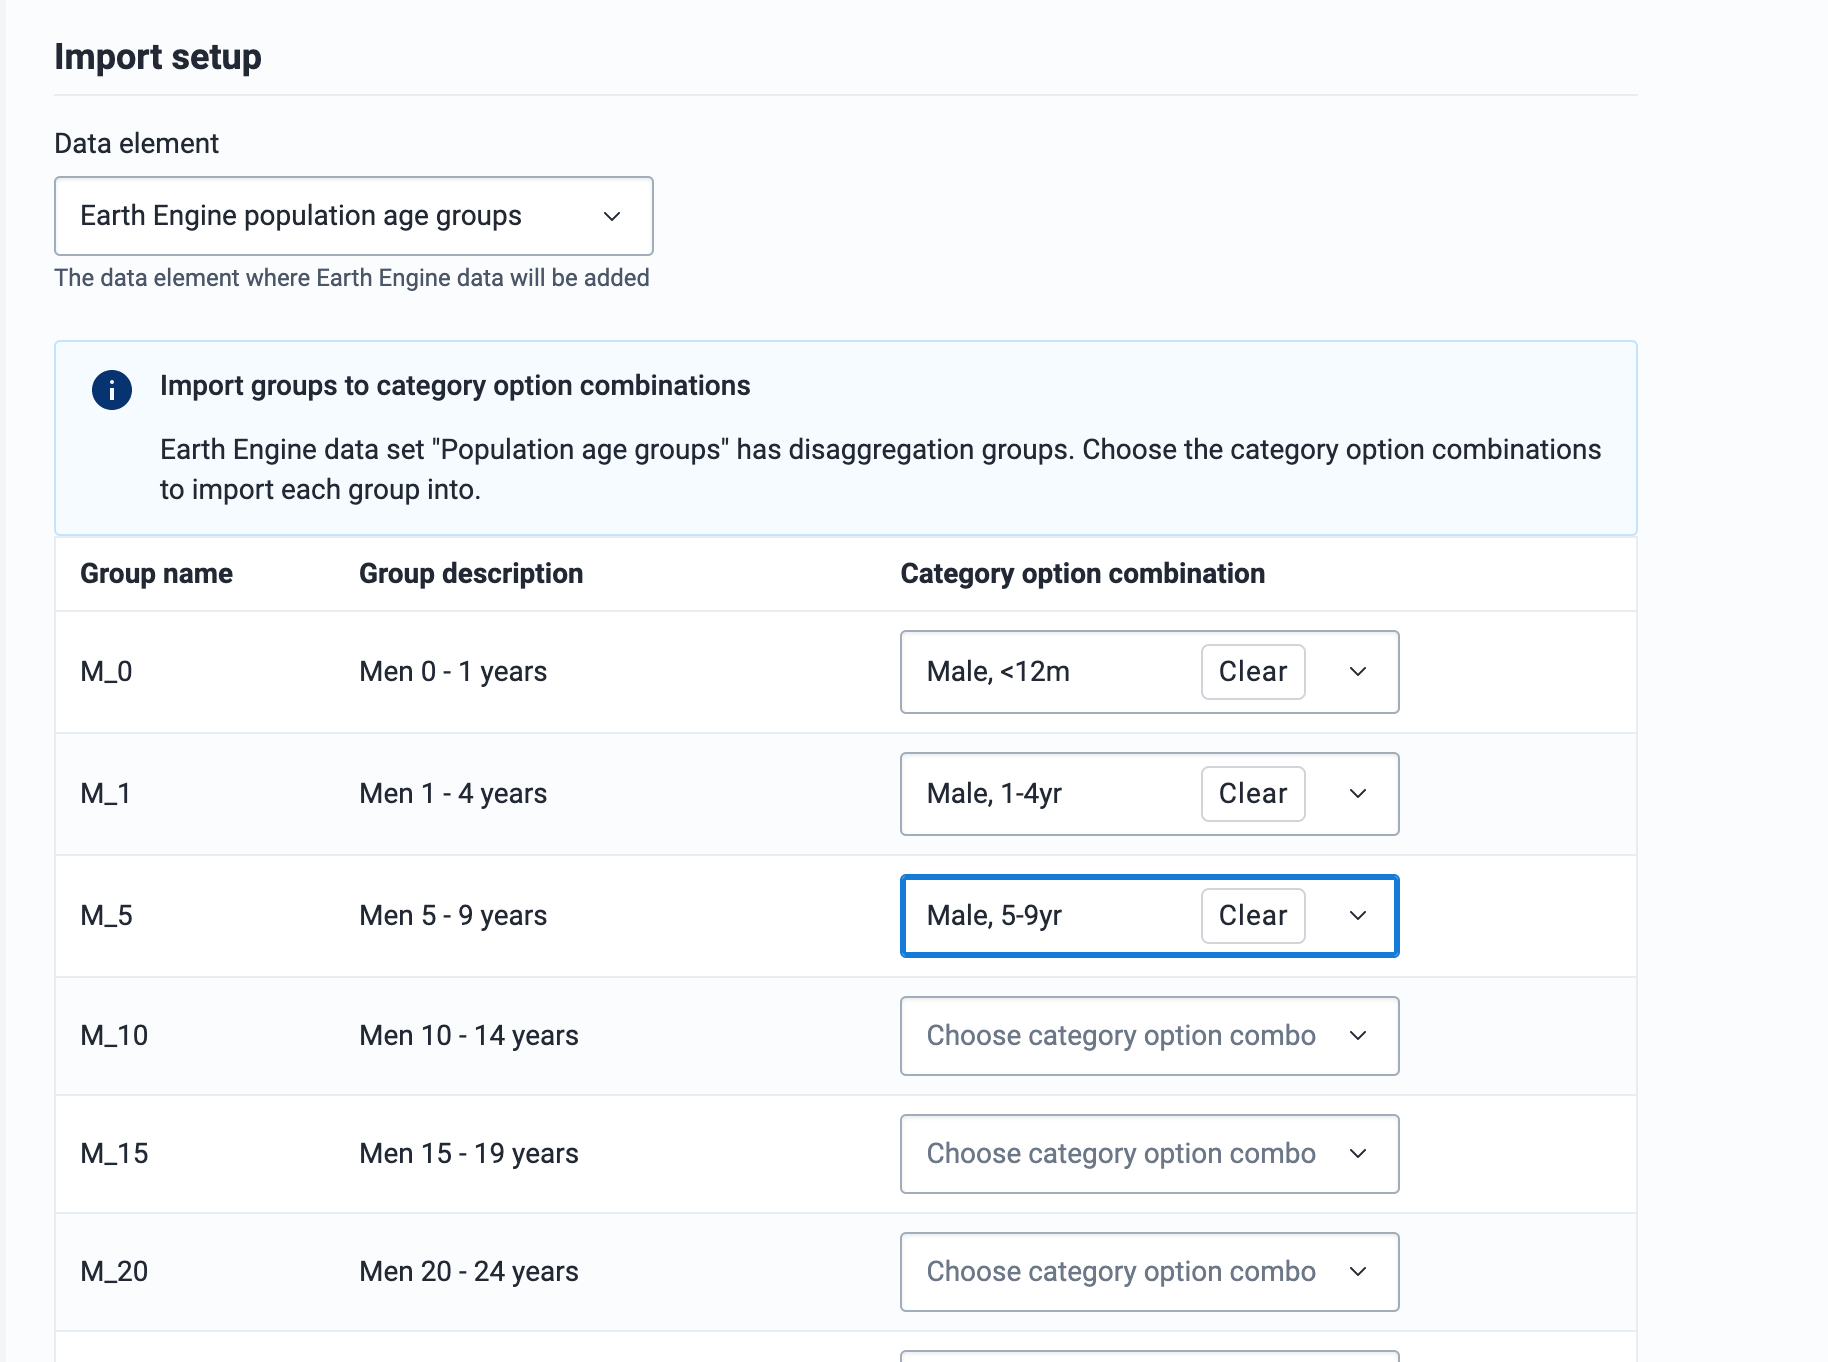 Import setup
Data element
Earth Engine population age groups
The data element where Earth Engine data will be added
Import groups to category option combinations
Earth Engine data set "Population age groups" has disaggregation groups. Choose the category option combinations
to import each group into.
Group name Group description Category option combination
M_0 Men 0 - 1 years Male, <12m Clear
M_1 Men 1 - 4 years Male, 1-4yr Clear
M_5 Men 5 - 9 years Male, 5-9yr Clear
M_10 Men 10 - 14 years Choose category option combo
M_15 Men 15 - 19 years Choose category option combo
M_20 Men 20 - 24 years Choose category option combo